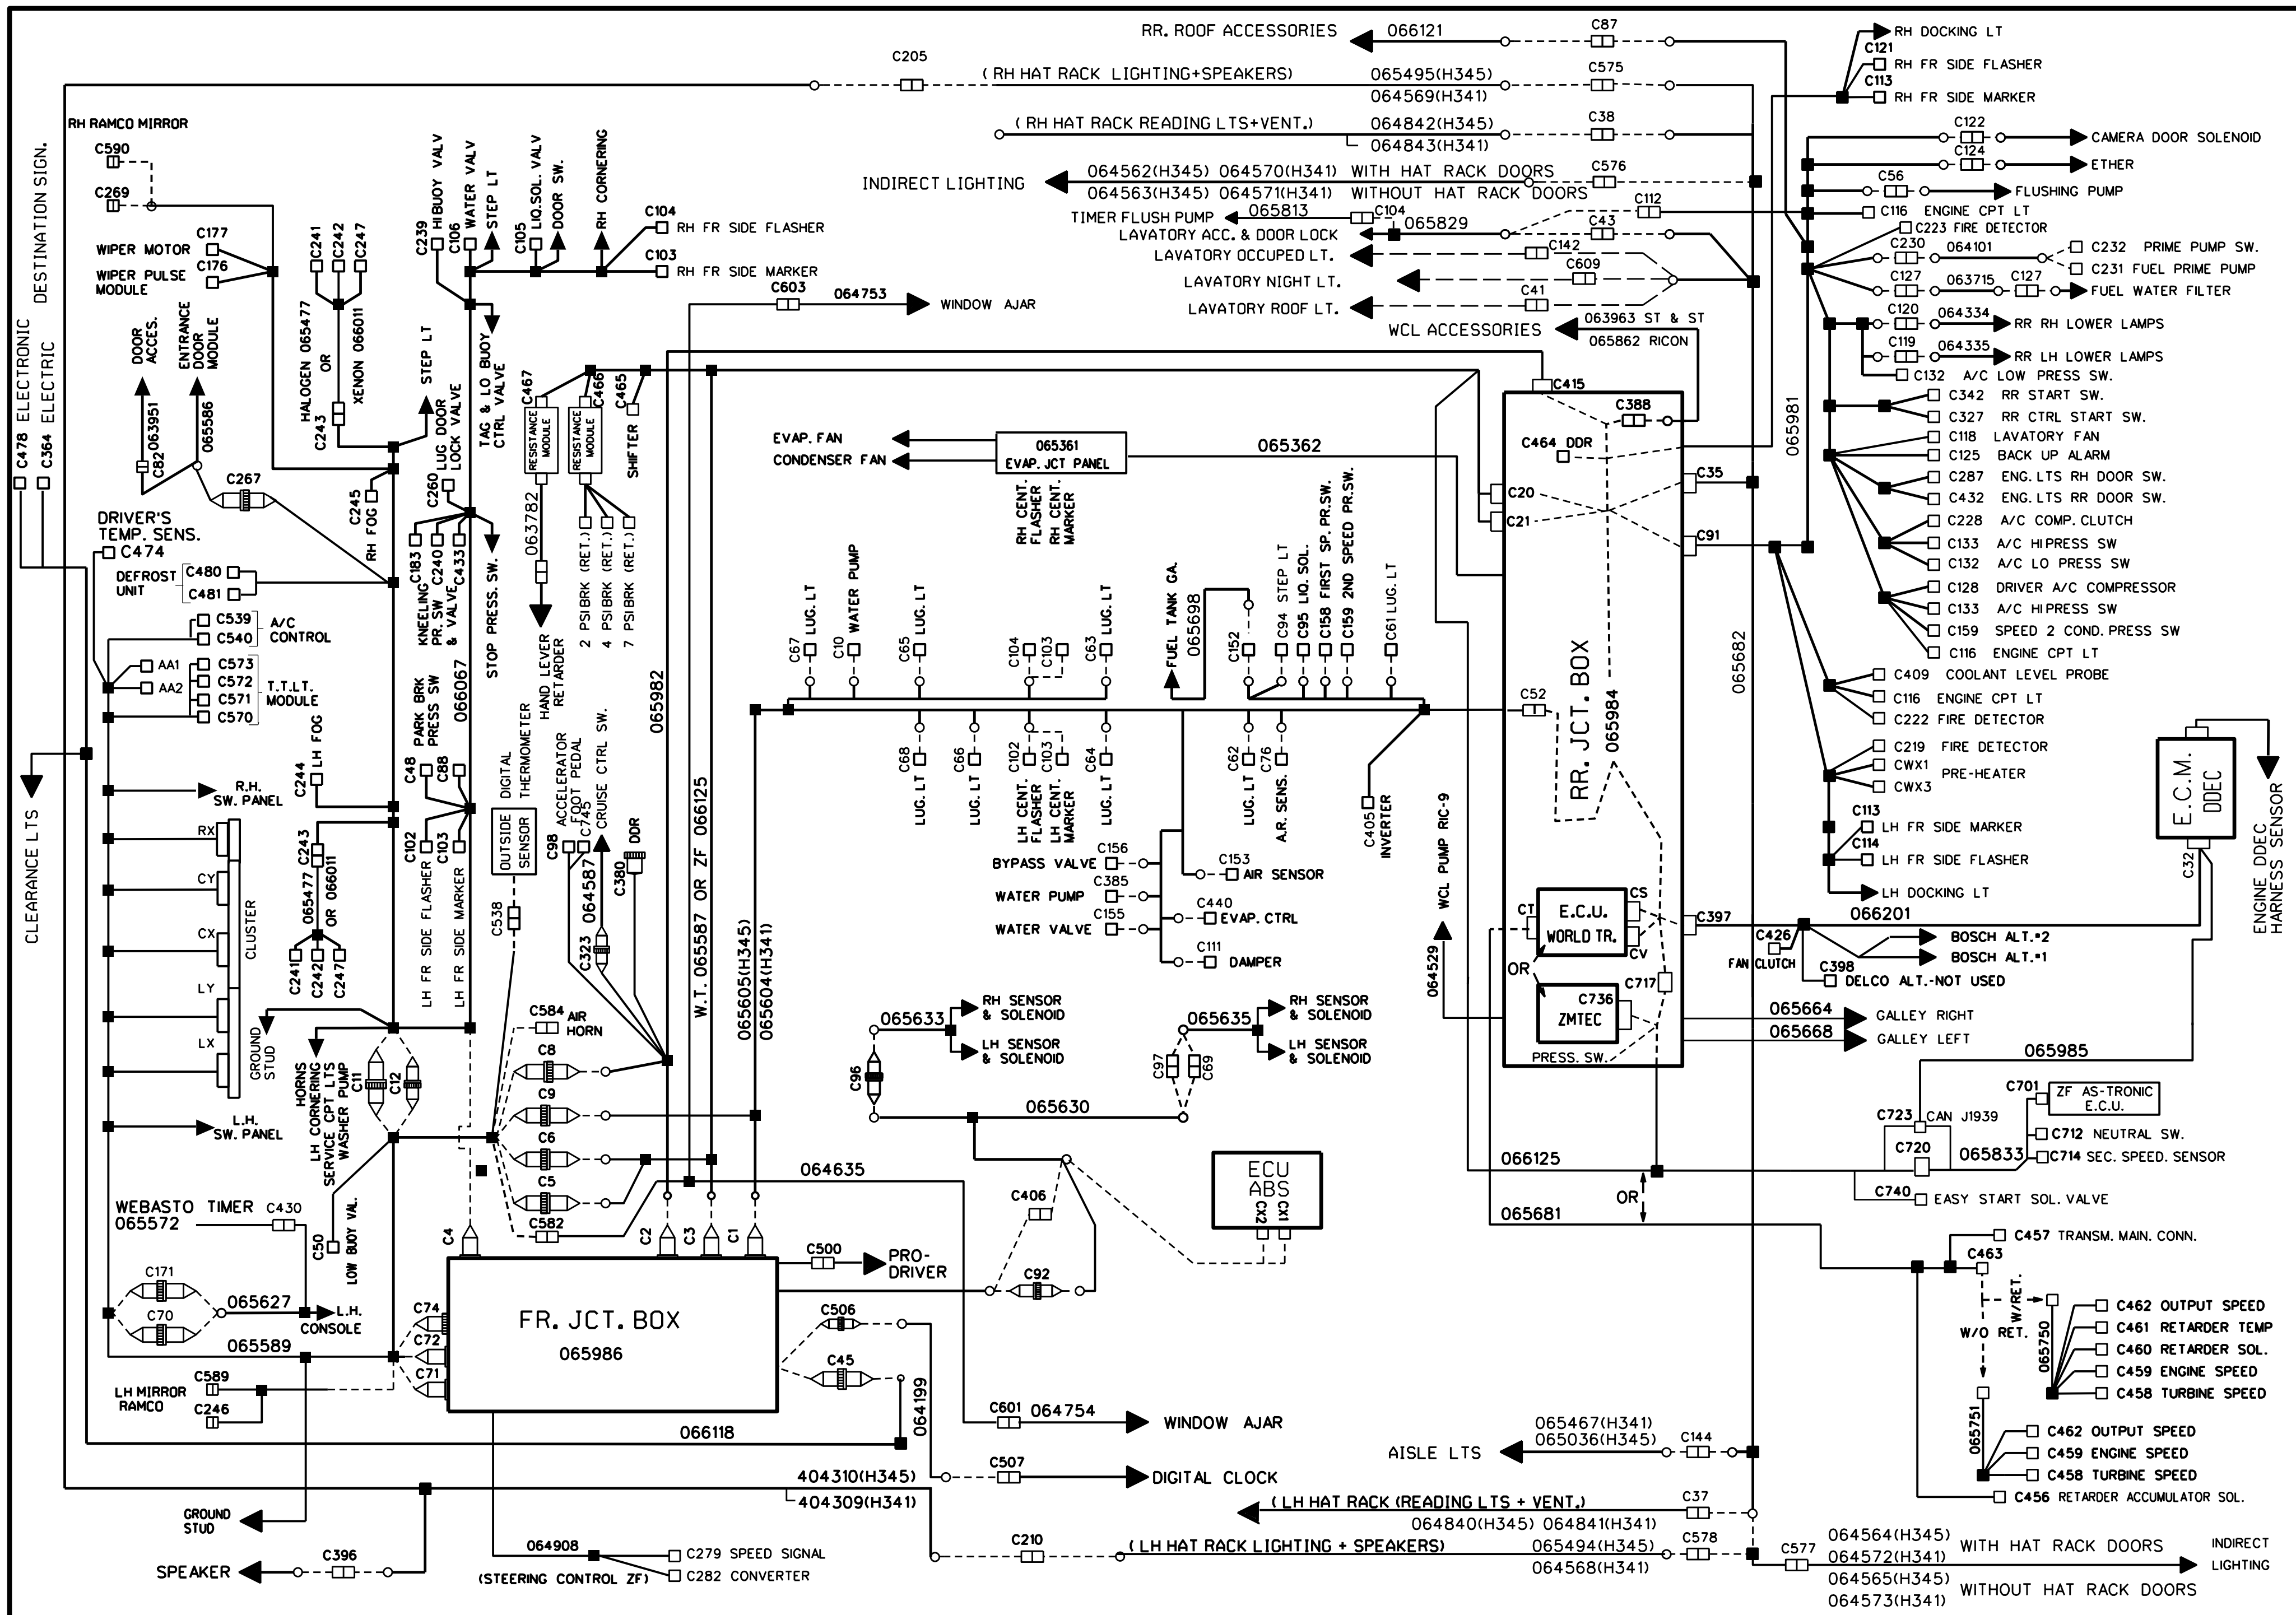 RR. ROOF ACCESSORIES
066121
C87
RH DOCKING LT
C121
RH FR SIDE FLASHER
C113
RH FR SIDE MARKER
C205
(RH HAT RACK LIGHTING+SPEAKERS)
065495(H345)
064569(H341)
C575
(RH HAT RACK READING LTS+VENT.)
064842(H345)
064843(H341)
C38
INDIRECT LIGHTING
064562(H345) 064570(H341) WITH HAT RACK DOORS
064563(H345) 064571(H341) WITHOUT HAT RACK DOORS
C576
TIMER FLUSH PUMP
065813
C104
065829
C112
LAVATORY ACC. & DOOR LOCK
C43
LAVATORY OCCUPED LT.
C142
LAVATORY NIGHT LT.
C609
LAVATORY ROOF LT.
C41
WCL ACCESSORIES
063963 ST & ST
065862 RICON
C122
CAMERA DOOR SOLENOID
C124
ETHER
C56
FLUSHING PUMP
C116 ENGINE CPT LT
C223 FIRE DETECTOR
C230
064101
C232 PRIME PUMP SW.
C231 FUEL PRIME PUMP
C127
063715
C127
FUEL WATER FILTER
C120
064334
RR RH LOWER LAMPS
C119
064335
RR LH LOWER LAMPS
C132 A/C LOW PRESS SW.
C342 RR START SW.
C327 RR CTRL START SW.
C118 LAVATORY FAN
C125 BACK UP ALARM
C287 ENG.LTS RH DOOR SW.
C432 ENG.LTS RR DOOR SW.
C228 A/C COMP.CLUTCH
C133 A/C HIPRESS SW
C132 A/C LO PRESS SW
C128 DRIVER A/C COMPRESSOR
C133 A/C HIPRESS SW
C159 SPEED 2 COND.PRESS SW
C116 ENGINE CPT LT
C409 COOLANT LEVEL PROBE
C116 ENGINE CPT LT
C222 FIRE DETECTOR
C219 FIRE DETECTOR
CWX1
PRE-HEATER
CWX3
C113
LH FR SIDE MARKER
C114
LH FR SIDE FLASHER
LH DOCKING LT
065981
065682
E.C.M.
DDEC
C32
ENGINE DDEC
HARNESS SENSOR
066201
C426
FAN CLUTCH
BOSCH ALT.#2
BOSCH ALT.#1
C398
DELCO ALT.-NOT USED
065664
GALLEY RIGHT
065668
GALLEY LEFT
065985
C701
ZF AS-TRONIC
E.C.U.
C723
CAN J1939
C720
065833
C712 NEUTRAL SW.
C714 SEC. SPEED. SENSOR
C740
EASY START SOL. VALVE
066125
OR
065681
C457 TRANSM. MAIN. CONN.
C463
W/RET.
W/O RET.
065750
C462 OUTPUT SPEED
C461 RETARDER TEMP
C460 RETARDER SOL.
C459 ENGINE SPEED
C458 TURBINE SPEED
065751
C462 OUTPUT SPEED
C459 ENGINE SPEED
C458 TURBINE SPEED
C456 RETARDER ACCUMULATOR SOL.
C577
064564(H345)
064572(H341)
WITH HAT RACK DOORS
064565(H345)
064573(H341)
WITHOUT HAT RACK DOORS
INDIRECT
LIGHTING
AISLE LTS
065467(H341)
065036(H345)
C144
(LH HAT RACK (READING LTS + VENT.)
064840(H345) 064841(H341)
C37
C210
(LH HAT RACK LIGHTING + SPEAKERS)
065494(H345)
064568(H341)
C578
RR. JCT. BOX
065984
C415
C388
C464 DDR
C20
C21
C35
C91
C52
CT
E.C.U.
WORLD TR.
CS
CV
C397
OR
C717
C736
ZMTEC
PRESS. SW.
WCL PUMP RIC-9
064529
EVAP. FAN
CONDENSER FAN
065361
EVAP. JCT PANEL
065362
RH CENT.
FLASHER
RH CENT.
MARKER
C67 LUG. LT
C10 WATER PUMP
C65 LUG. LT
C104
C103
C63 LUG. LT
FUEL TANK GA.
065698
C152
C94 STEP LT
C95 LIQ. SOL.
C158 FIRST SP. PR.SW.
C159 2ND SPEED PR.SW.
C61 LUG. LT
C68
LUG. LT
C66
LUG. LT
C102
LH CENT.
FLASHER
C103
LH CENT.
MARKER
C64
LUG. LT
C62
LUG. LT
C76
A.R. SENS.
C405
INVERTER
C156
BYPASS VALVE
C385
WATER PUMP
C155
WATER VALVE
C153
AIR SENSOR
C440
EVAP. CTRL
C111
DAMPER
065633
RH SENSOR
& SOLENOID
LH SENSOR
& SOLENOID
C96
065635
RH SENSOR
& SOLENOID
LH SENSOR
& SOLENOID
C97
C69
065630
ECU
ABS
CX2
CX1
C406
C92
RH RAMCO MIRROR
C590
C269
DESTINATION SIGN.
C478 ELECTRONIC
C364 ELECTRIC
WIPER MOTOR
C177
WIPER PULSE
MODULE
C176
DOOR
ACCES.
ENTRANCE
DOOR
MODULE
C82 063951
065586
C267
C241
C242
C247
HALOGEN 065477
OR
XENON 066011
C243
C239 HIBUOY VALV
C106 WATER VALV
STEP LT
C105 LIQ.SOL. VALV
DOOR SW.
RH CORNERING
C104
RH FR SIDE FLASHER
C103
RH FR SIDE MARKER
C603
064753
WINDOW AJAR
STEP LT
TAG & LO BUOY
CTRL VALVE
C260 LUG DOOR
LOCK VALVE
C245
RH FOG
C467
RESISTANCE
MODULE
C466
RESISTANCE
MODULE
C465
SHIFTER
063782
HAND LEVER
RETARDER
2 PSIBRK (RET.)
4 PSIBRK (RET.)
7 PSIBRK (RET.)
C183
C240
C433
KNEELING
PR. SW
& VALVE
STOP PRESS. SW.
DRIVER'S
TEMP. SENS.
C474
DEFROST
UNIT
C480
C481
C539
C540
A/C
CONTROL
AA1
AA2
C573
C572
C571
C570
T.T.LT.
MODULE
CLEARANCE LTS
R.H.
SW. PANEL
RX
CY
CX
LY
LX
CLUSTER
L.H.
SW. PANEL
C244 LH FOG
C243
065477
OR 066011
C241
C242
C247
C48
C88
PARK BRK
PRESS SW
066067
C102
LH FR SIDE FLASHER
C103
LH FR SIDE MARKER
GROUND
STUD
HORNS
LH CORNERING
SERVICE CPT LTS
WASHER PUMP
C11
C12
OUTSIDE
SENSOR
DIGITAL
THERMOMETER
C538
C98
ACCELERATOR
FOOT PEDAL
C745
CRUISE CTRL SW.
064587
C323
C380
DDR
065982
W.T. 065587 OR ZF 066125
065605(H345)
065604(H341)
C584
AIR
HORN
C8
C9
C6
C5
C582
064635
C4
C2
C3
C1
FR. JCT. BOX
065986
C74
C72
C71
C500
PRO-
DRIVER
C506
C45
064199
C601
064754
WINDOW AJAR
C507
DIGITAL CLOCK
WEBASTO TIMER
065572
C430
C50
LOW BUOY VAL.
C171
C70
065627
L.H.
CONSOLE
065589
C589
LH MIRROR
RAMCO
C246
066118
404310(H345)
404309(H341)
GROUND
STUD
SPEAKER
C396
064908
(STEERING CONTROL ZF)
C279 SPEED SIGNAL
C282 CONVERTER